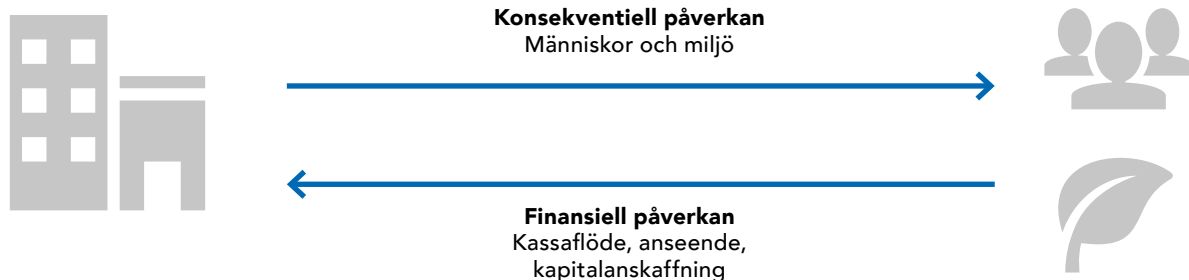 Konsekventiell påverkan
Människor och miljö
Finansiell påverkan
Kassaflöde, anseende,
kapitalanskaffning